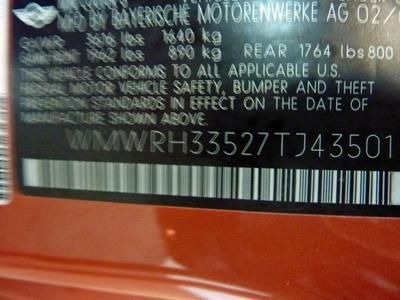 MFD BY BAYERISCHE MOTORENWERKE AG 02/
GVWR: 3616 lbs 1640 kg
1962 lbs 890 kg REAR 1764 lbs 800
THIS VEHICLE CONFORMS TO ALL APPLICABLE U.S.
FEDERAL MOTOR VEHICLE SAFETY, BUMPER AND THEFT
PREVENTION STANDARDS IN EFFECT ON THE DATE OF
MANUFACTURE SHOWN ABOVE.
WMWRH33527TJ43501